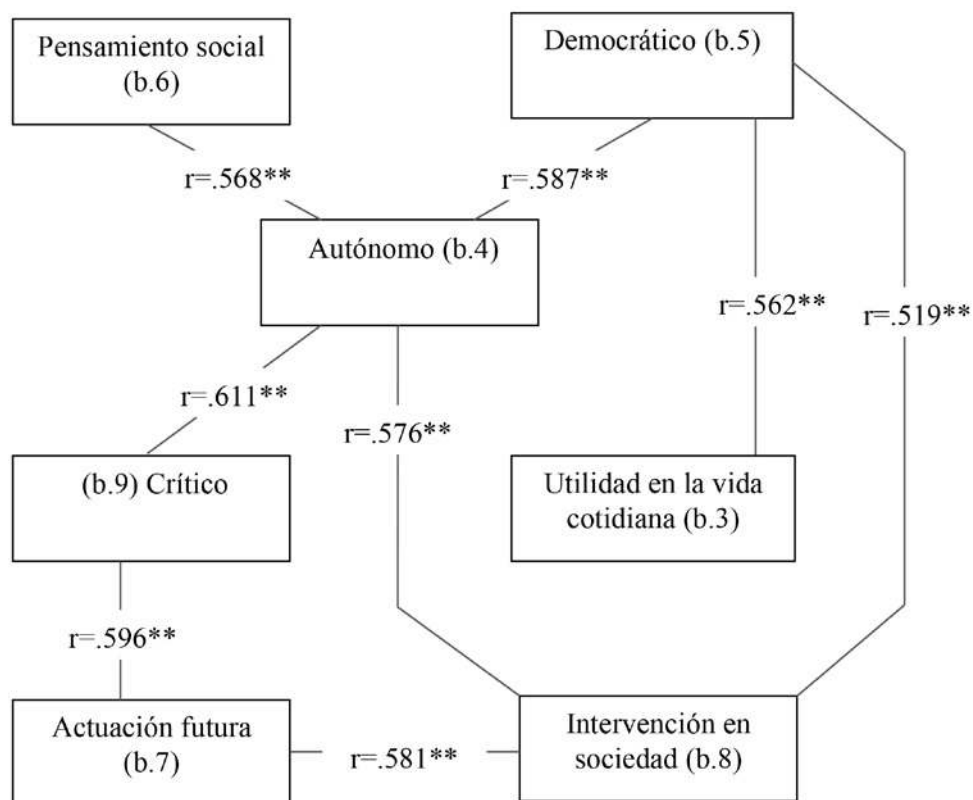 Pensamiento social
(b.6)
Democrático (b.5)
r=.568**
r=.587**
Autónomo (b.4)
r=.562**
r=.519**
r=.611**
r=.576**
(b.9) Crítico
Utilidad en la vida
cotidiana (b.3)
r=.596**
Actuación futura
(b.7)
r=.581**
Intervención en
sociedad (b.8)